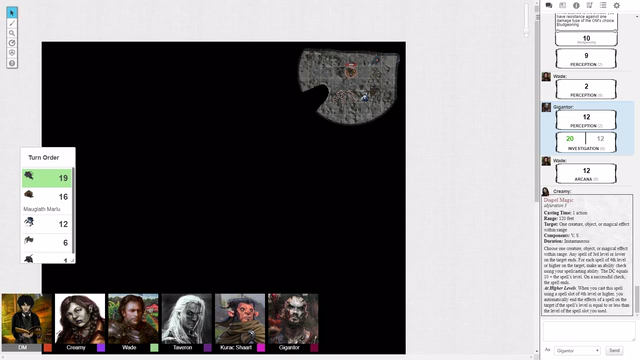 have resistance against one
damage type of the DM's choice
Bludgeoning
10
9
PERCEPTION
Wade:
2
PERCEPTION
Gigantor:
12
PERCEPTION
20 12
INVESTIGATION
Wade:
12
ARCANA
Creamy:
Dispel Magic
abjuration 3
Casting Time: 1 action
Range: 120 feet
Target: One creature, object, or magical effect
within range
Components: V, S
Duration: Instantaneous
Choose one creature, object, or magical effect
within range. Any spell of 3rd level or lower
on the target ends. For each spell of 4th level
or higher on the target, make an ability check
using your spellcasting ability. The DC equals
10 + the spell's level. On a successful check,
the spell ends.
At Higher Levels: When you cast this spell
using a spell slot of 4th level or higher, you
automatically end the effects of a spell on the
target if the spell's level is equal to or less than
the level of the spell slot you used.
Turn Order
19
16
Mauglath Marlu
12
6
1
DM
Creamy
Wade
Taveron
Kurac Shaart
Gigantor
As:
Gigantor
Send